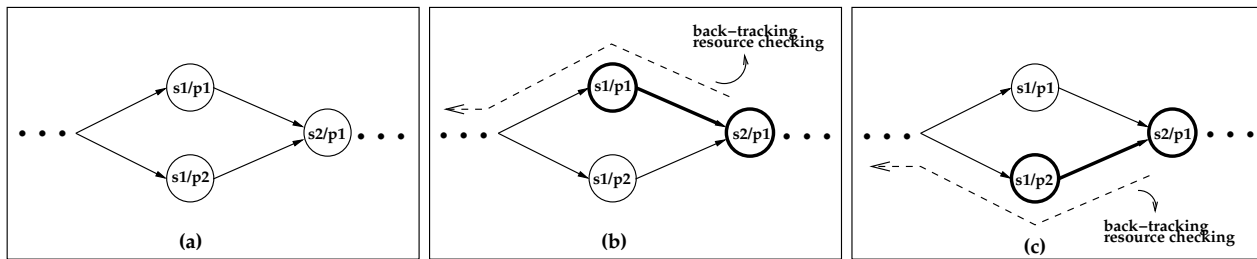 s1/p1
s2/p1
s1/p2
(a)
back-tracking
resource checking
s1/p1
s2/p1
s1/p2
(b)
s1/p1
s2/p1
s1/p2
back-tracking
resource checking
(c)